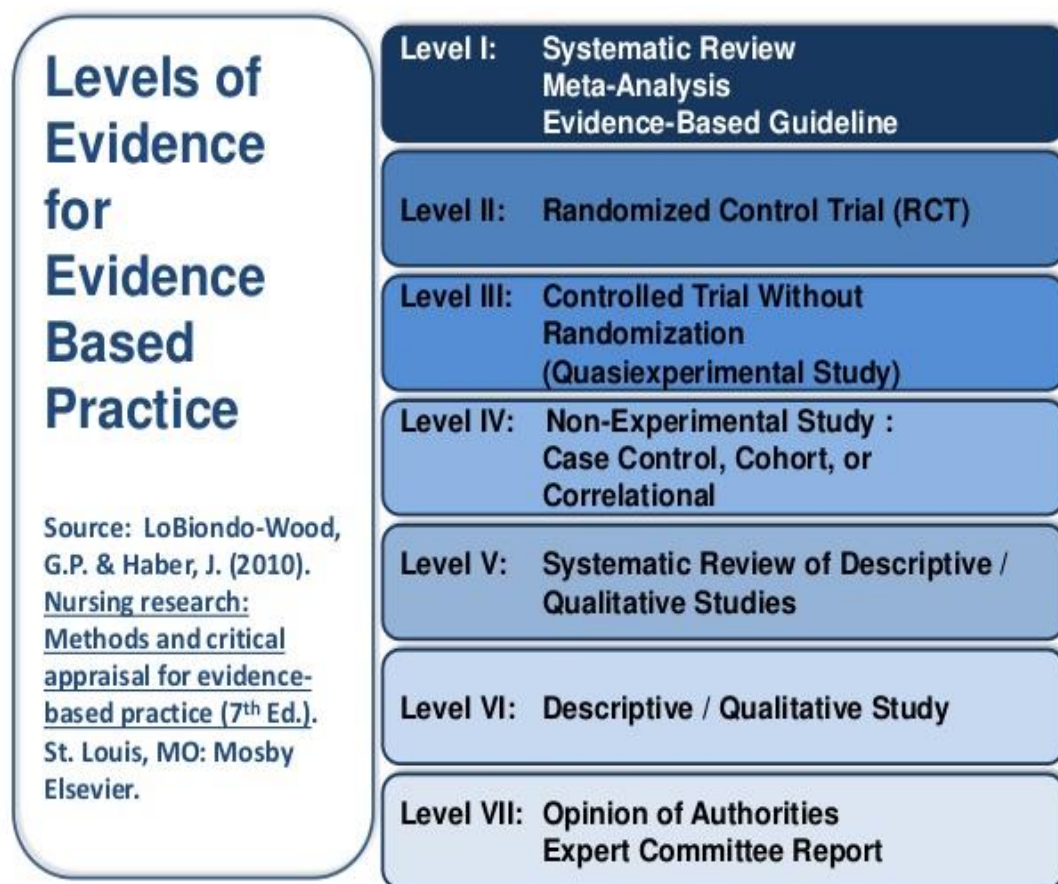 Levels of
Evidence
for
Evidence
Based
Practice
Source: LoBiondo-Wood,
G.P. & Haber, J. (2010).
Nursing research:
Methods and critical
appraisal for evidence-
based practice (7th Ed.).
St. Louis, MO: Mosby
Elsevier.
Level I: Systematic Review
Meta-Analysis
Evidence-Based Guideline
Level II: Randomized Control Trial (RCT)
Level III: Controlled Trial Without
Randomization
(Quasiexperimental Study)
Level IV: Non-Experimental Study :
Case Control, Cohort, or
Correlational
Level V: Systematic Review of Descriptive /
Qualitative Studies
Level VI: Descriptive / Qualitative Study
Level VII: Opinion of Authorities
Expert Committee Report